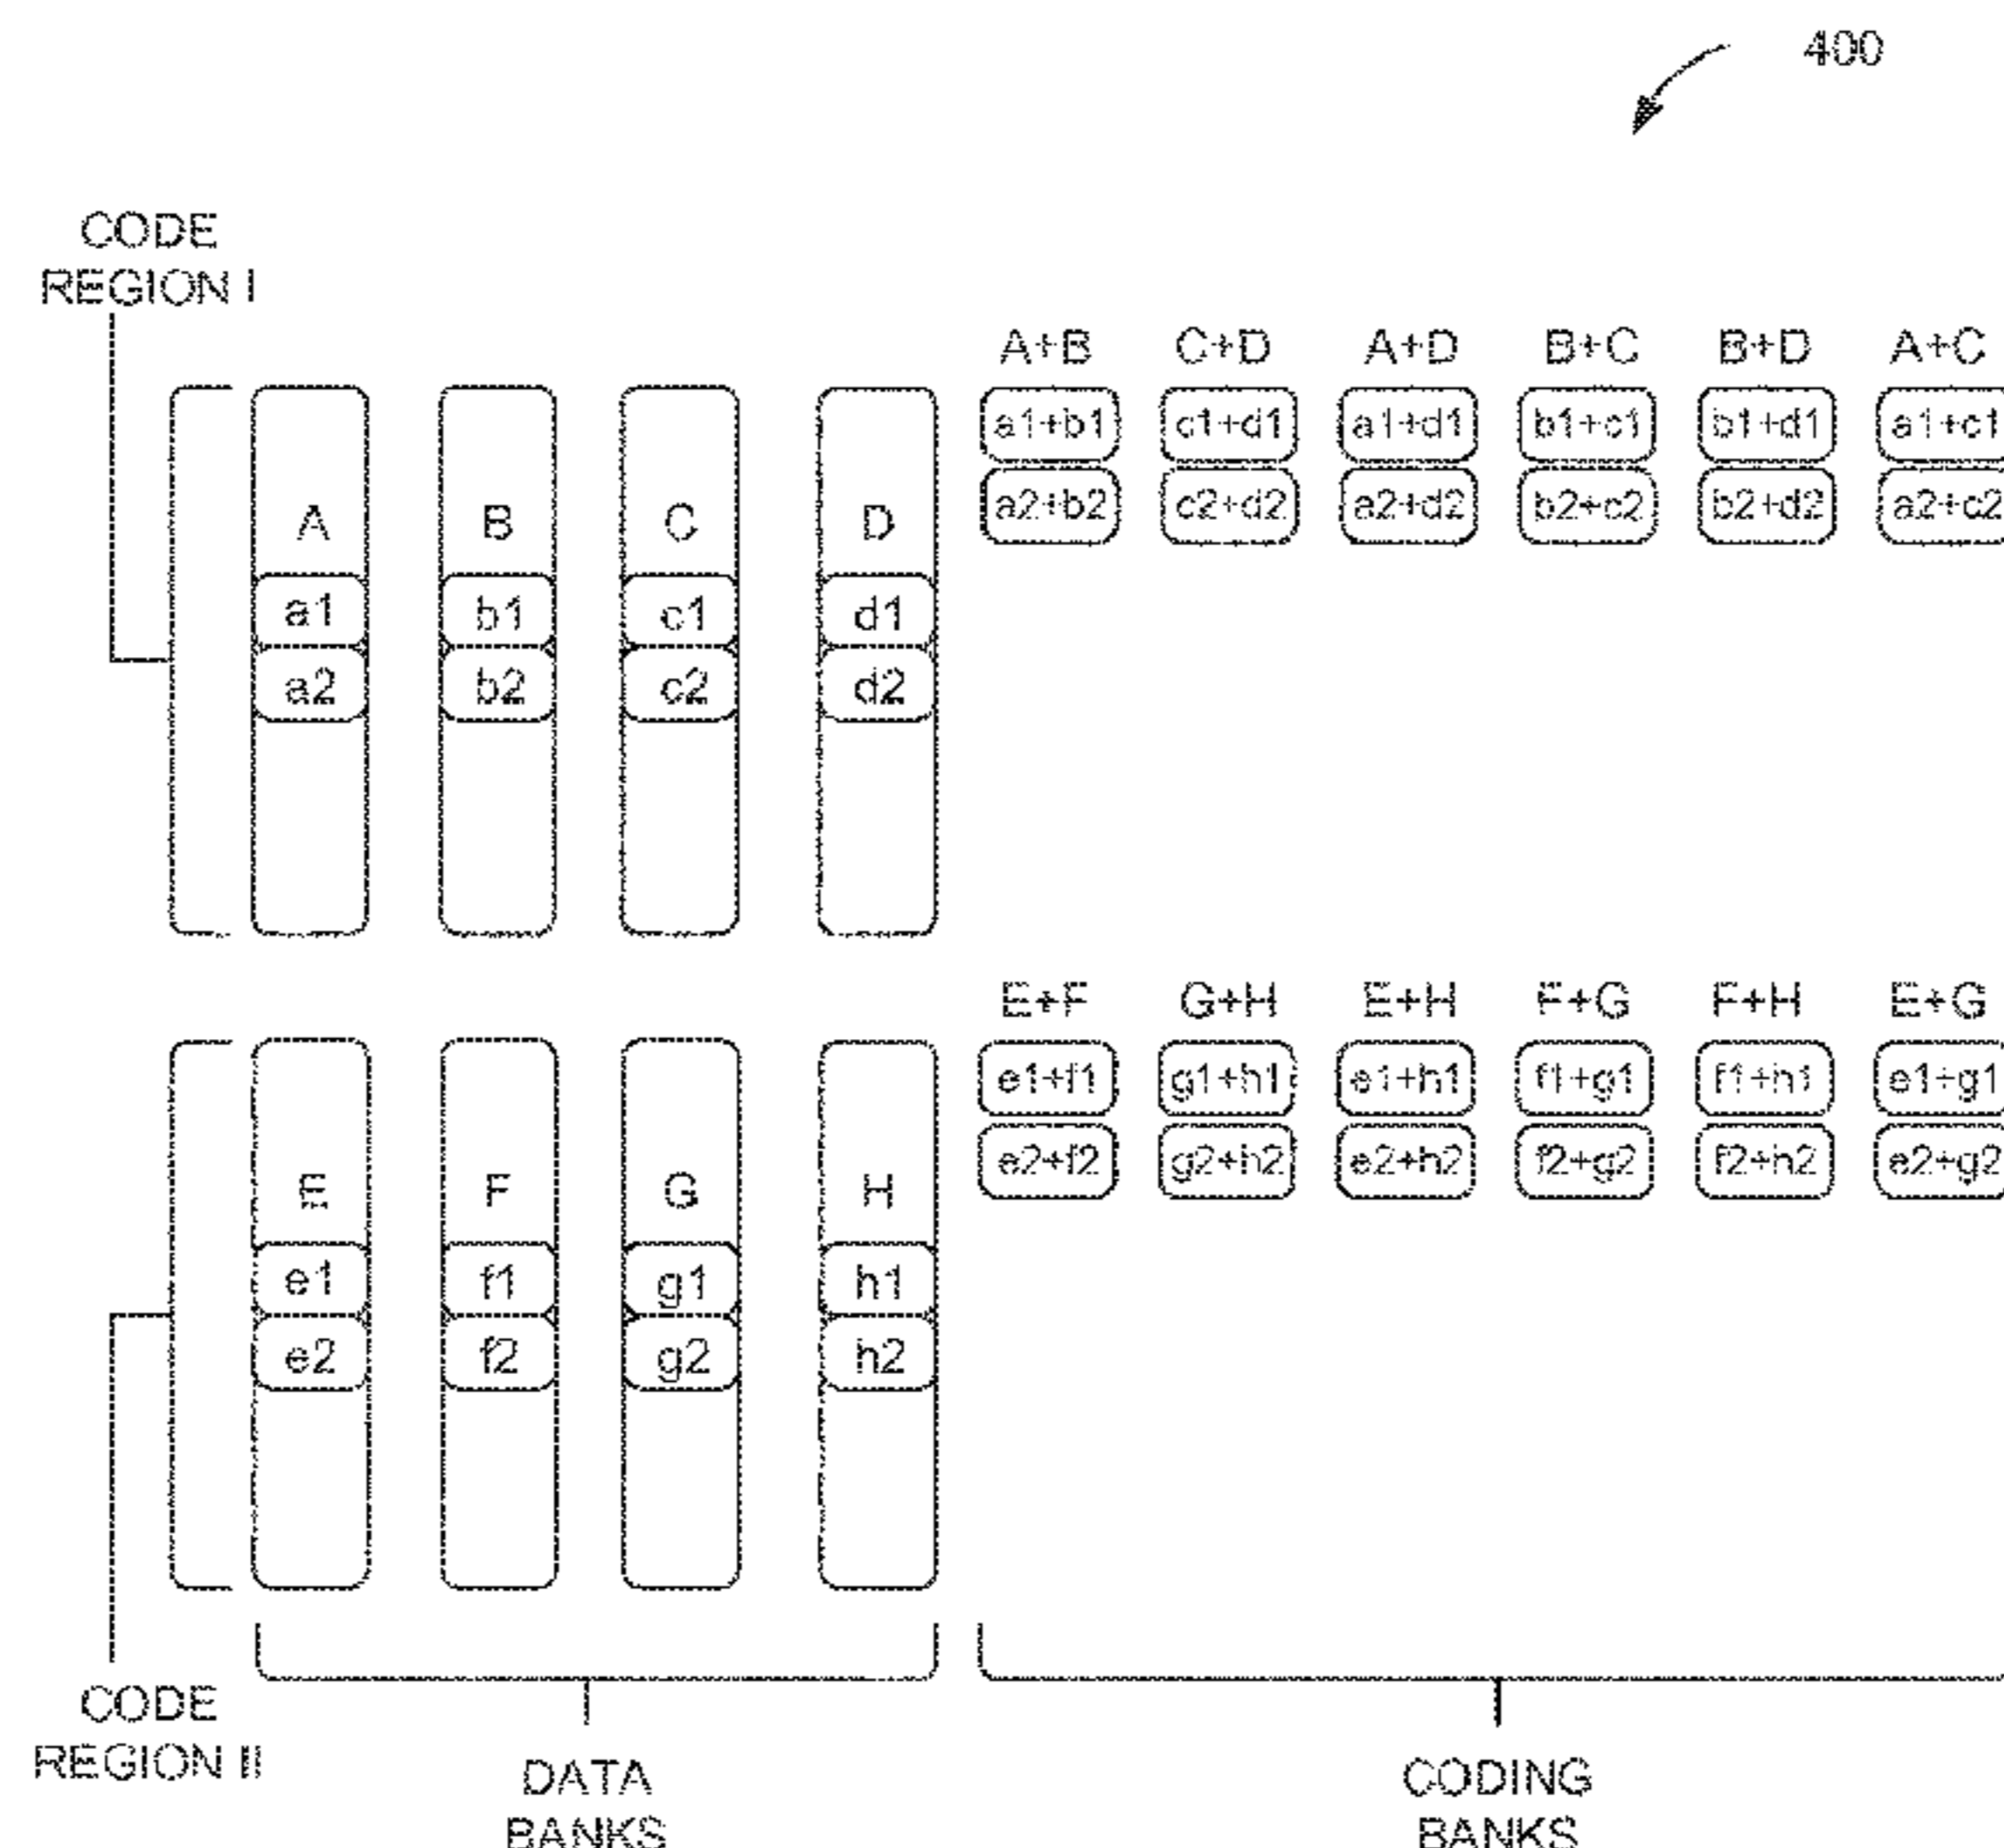 400
CODE
REGION I
A+B C+D A+D B+C B+D A+C
a1+b1 c1+d1 a1+d1 b1+c1 b1+d1 a1+c1
a2+b2 c2+d2 a2+d2 b2+c2 b2+d2 a2+c2
A B C D
a1 b1 c1 d1
a2 b2 c2 d2
E+F G+H E+H F+G F+H E+G
e1+f1 g1+h1 e1+h1 f1+g1 f1+h1 e1+g1
e2+f2 g2+h2 e2+h2 f2+g2 f2+h2 e2+g2
E F G H
e1 f1 g1 h1
e2 f2 g2 h2
CODE
REGION II
DATA
BANKS
CODING
BANKS